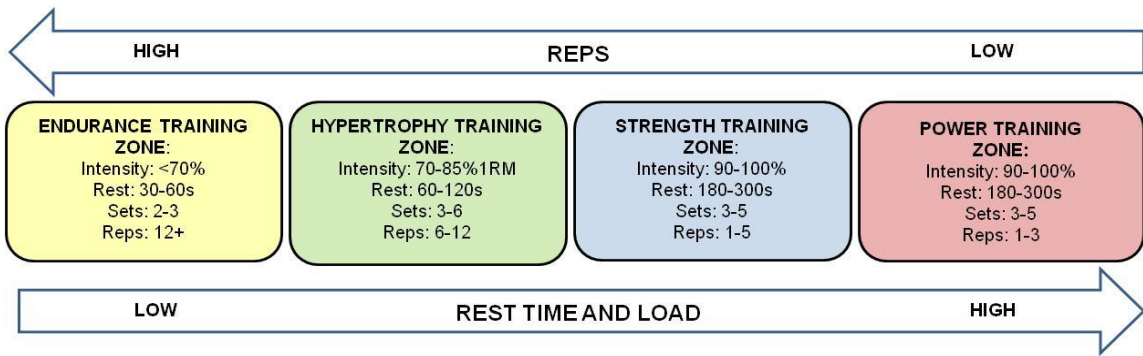 HIGH REPS LOW
ENDURANCE TRAINING
ZONE:
Intensity: <70%
Rest: 30-60s
Sets: 2-3
Reps: 12+
HYPERTROPHY TRAINING
ZONE:
Intensity: 70-85%1RM
Rest: 60-120s
Sets: 3-6
Reps: 6-12
STRENGTH TRAINING
ZONE:
Intensity: 90-100%
Rest: 180-300s
Sets: 3-5
Reps: 1-5
POWER TRAINING
ZONE:
Intensity: 90-100%
Rest: 180-300s
Sets: 3-5
Reps: 1-3
LOW REST TIME AND LOAD HIGH